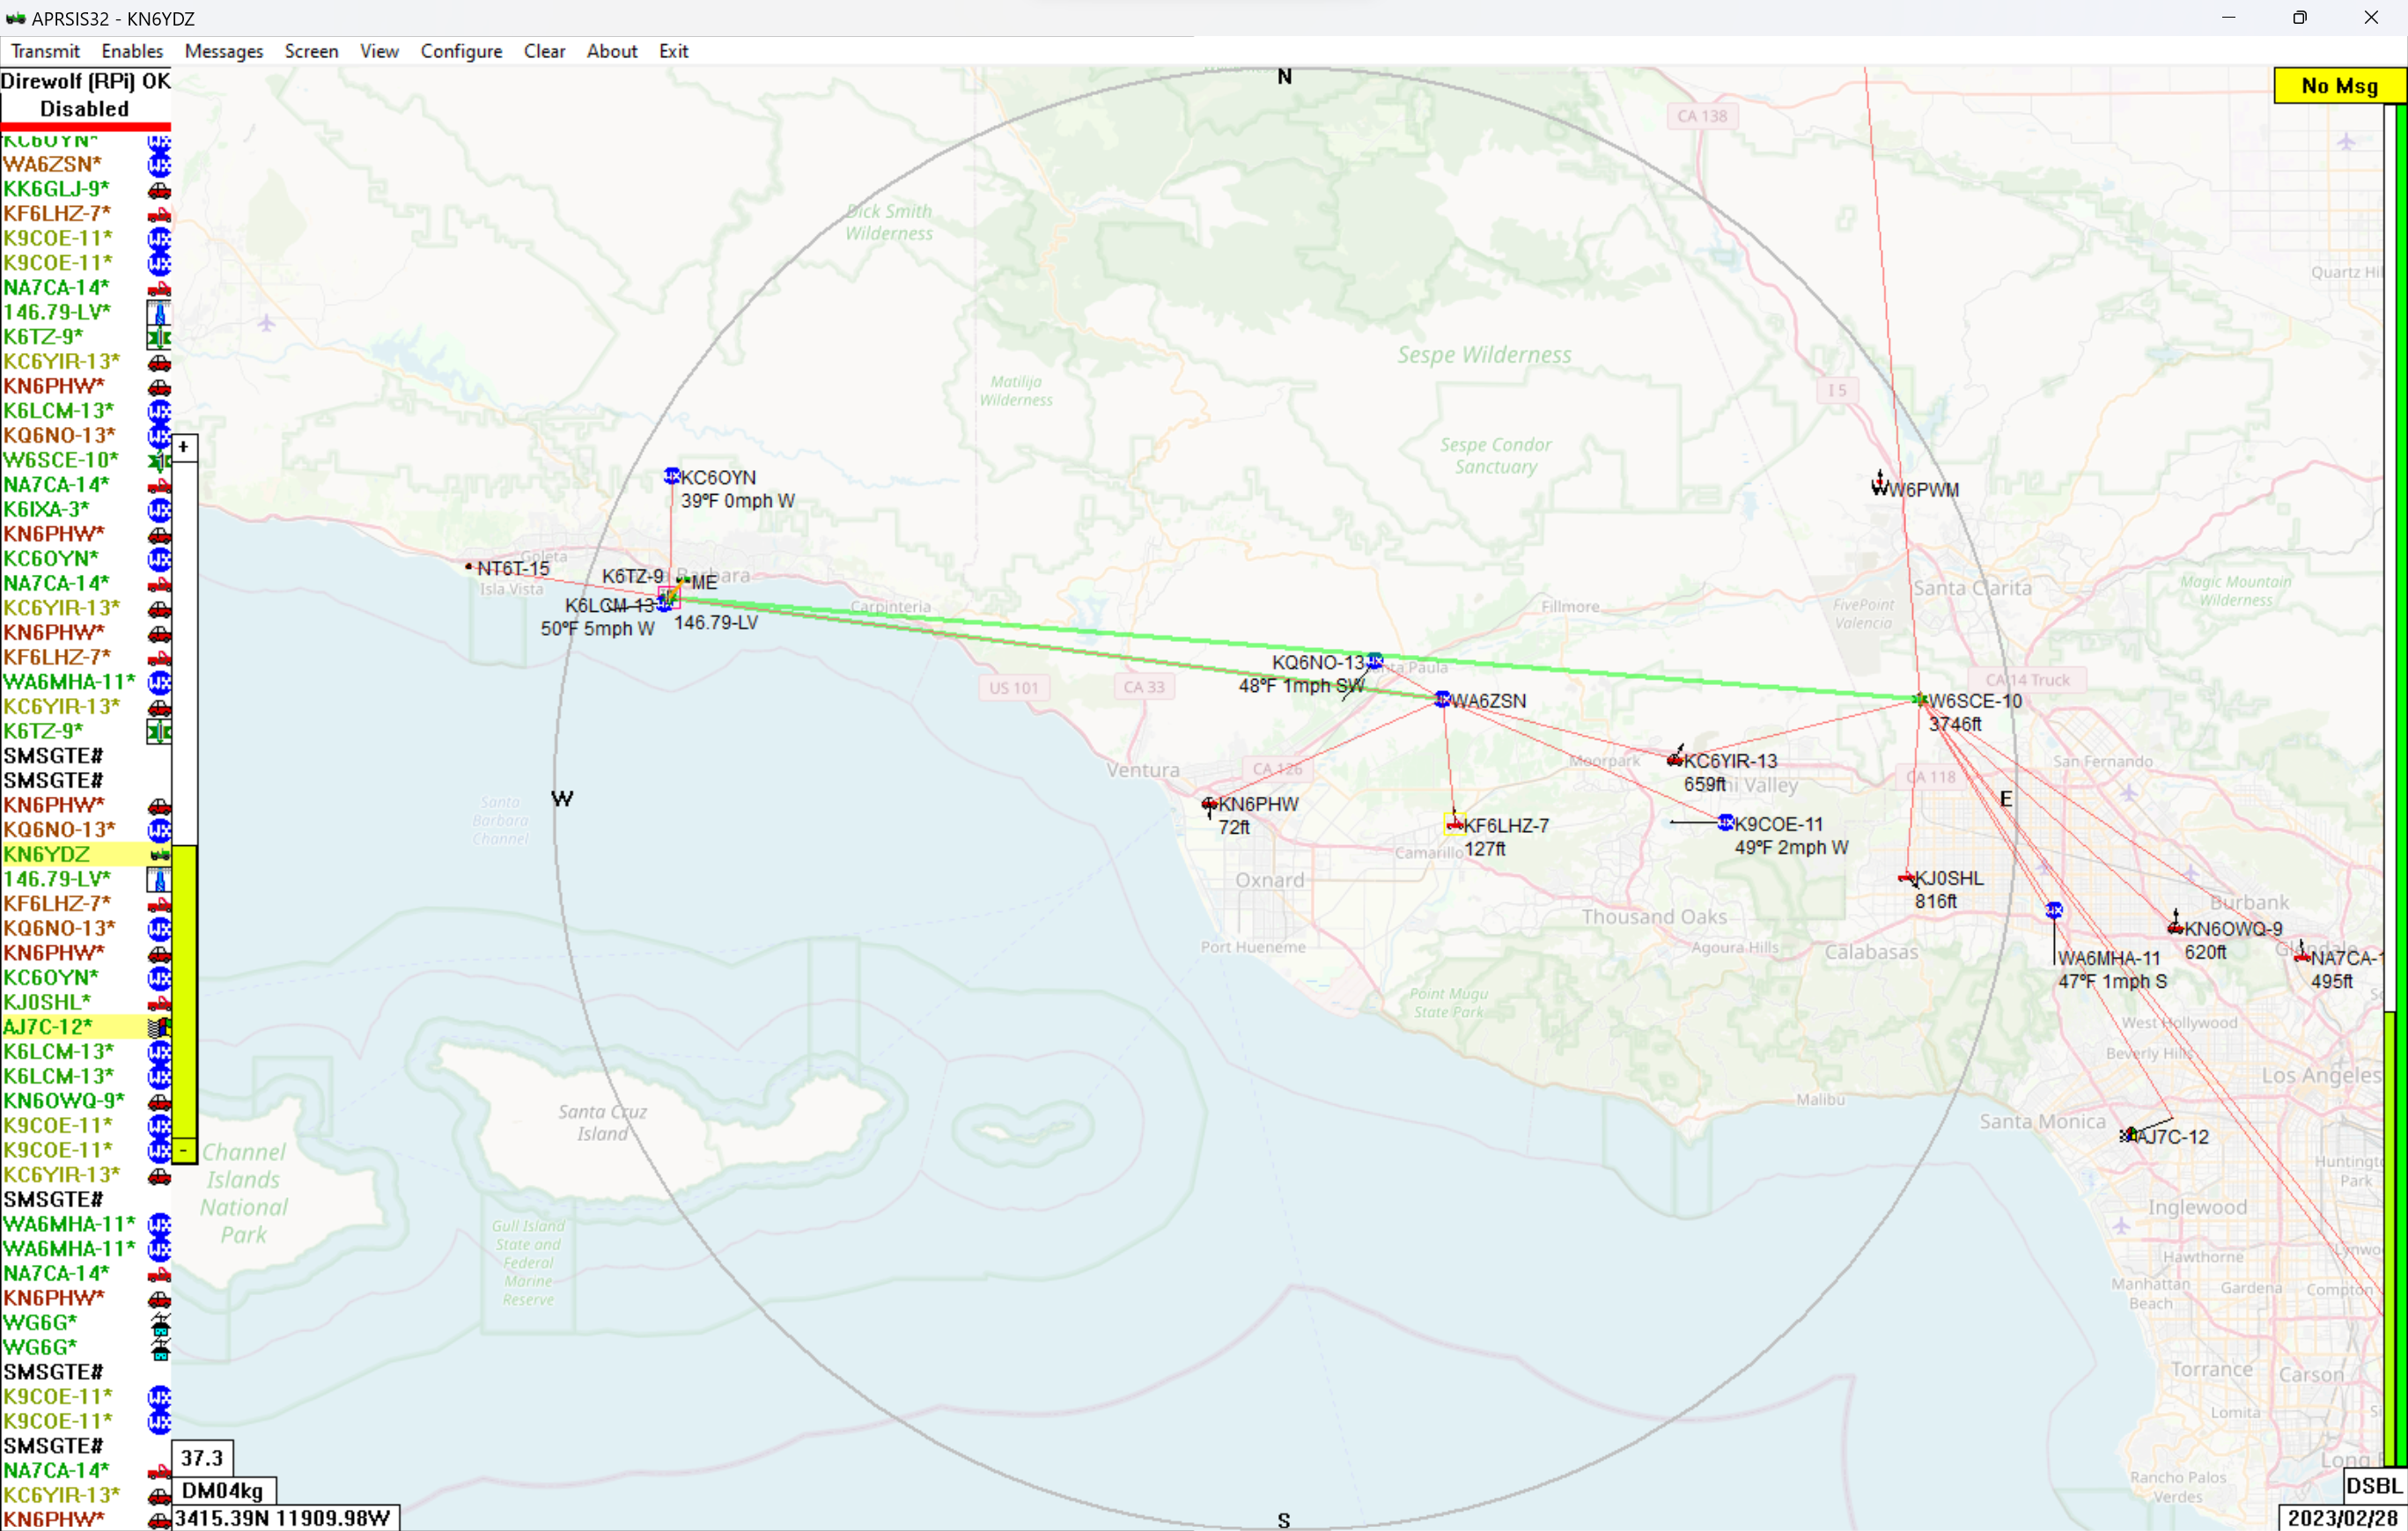 APRSIS32 - KN6YDZ
Transmit Enables Messages Screen View Configure Clear About Exit
Direwolf (RPi) OK
Disabled
KC6OYN*
WA6ZSN*
KK6GLJ-9*
KF6LHZ-7*
K9COE-11*
K9COE-11*
NA7CA-14*
146.79-LV*
K6TZ-9*
KC6YIR-13*
KN6PHW*
K6LCM-13*
KQ6NO-13*
W6SCE-10*
NA7CA-14*
K6IXA-3*
KN6PHW*
KC6OYN*
NA7CA-14*
KC6YIR-13*
KN6PHW*
KF6LHZ-7*
WA6MHA-11*
KC6YIR-13*
K6TZ-9*
SMSGTE#
SMSGTE#
KN6PHW*
KQ6NO-13*
KN6YDZ
146.79-LV*
KF6LHZ-7*
KQ6NO-13*
KN6PHW*
KC6OYN*
KJ0SHL*
AJ7C-12*
K6LCM-13*
K6LCM-13*
KN6OWQ-9*
K9COE-11*
K9COE-11*
KC6YIR-13*
SMSGTE#
WA6MHA-11*
WA6MHA-11*
NA7CA-14*
KN6PHW*
WG6G*
WG6G*
SMSGTE#
K9COE-11*
K9COE-11*
SMSGTE#
NA7CA-14*
KC6YIR-13*
KN6PHW*
+
-
37.3
DM04kg
3415.39N 11909.98W
No Msg
DSBL
2023/02/28
N
W
E
S
CA 138
Quartz Hil
Dick Smith
Wilderness
Sespe Wilderness
Matilija
Wilderness
I 5
Sespe Condor
Sanctuary
KC6OYN
39°F 0mph W
W6PWM
Goleta
NT6T-15
Isla Vista
K6TZ-9
Barbara
ME
K6LCM-13
50°F 5mph W
146.79-LV
Carpinteria
Fillmore
FivePoint
Valencia
Santa Clarita
Magic Mountain
Wilderness
KQ6NO-13
Paula
48°F 1mph SW
US 101
CA 33
CA 14 Truck
WA6ZSN
W6SCE-10
3746ft
Ventura
CA 126
Moorpark
KC6YIR-13
659ft
Valley
CA 118
San Fernando
Santa
Barbara
Channel
KN6PHW
72ft
KF6LHZ-7
127ft
Camarillo
K9COE-11
49°F 2mph W
Oxnard
KJ0SHL
816ft
Thousand Oaks
Burbank
KN6OWQ-9
620ft
Glendale
NA7CA-1
495ft
Port Hueneme
Agoura Hills
Calabasas
WA6MHA-11
47°F 1mph S
Point Mugu
State Park
West Hollywood
Beverly Hills
Los Angeles
Santa Cruz
Island
Malibu
Santa Monica
AJ7C-12
Channel
Islands
National
Park
Huntingt
Park
Inglewood
Gull Island
State and
Federal
Marine
Reserve
Hawthorne
Lynwo
Manhattan
Beach
Gardena
Compton
Torrance
Carson
Lomita
Long
Rancho Palos
Verdes